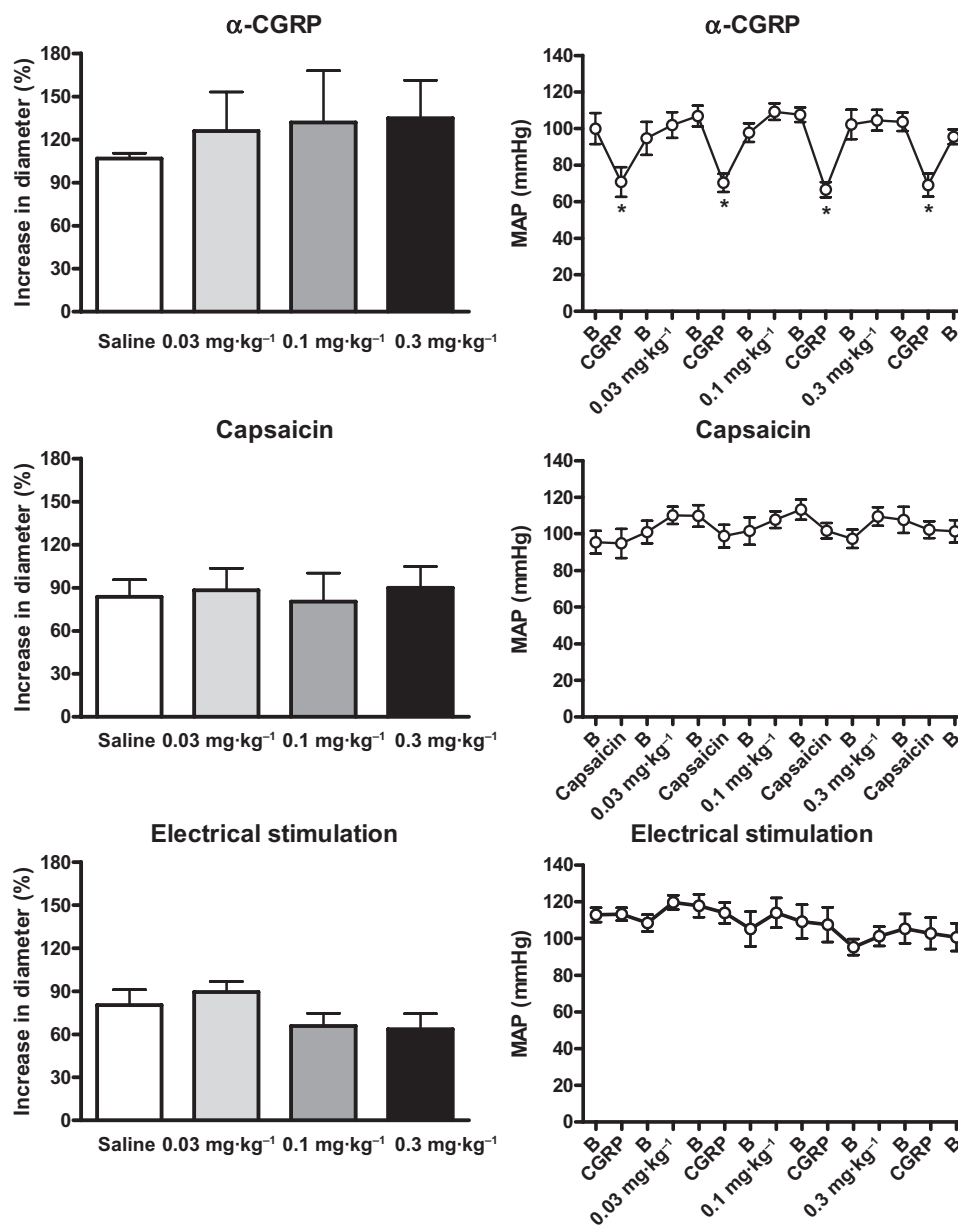 α-CGRP
Increase in diameter (%)
180
150
120
90
60
30
0
Saline 0.03 mg·kg⁻¹ 0.1 mg·kg⁻¹ 0.3 mg·kg⁻¹
α-CGRP
MAP (mmHg)
140
120
100
80
60
40
20
0
* * * *
B
CGRP
B
0.03 mg·kg⁻¹
B
CGRP
B
0.1 mg·kg⁻¹
B
CGRP
B
0.3 mg·kg⁻¹
B
CGRP
B
Capsaicin
Increase in diameter (%)
180
150
120
90
60
30
0
Saline 0.03 mg·kg⁻¹ 0.1 mg·kg⁻¹ 0.3 mg·kg⁻¹
Capsaicin
MAP (mmHg)
140
120
100
80
60
40
20
0
B
Capsaicin
B
0.03 mg·kg⁻¹
B
Capsaicin
B
0.1 mg·kg⁻¹
B
Capsaicin
B
0.3 mg·kg⁻¹
B
Capsaicin
B
Electrical stimulation
Increase in diameter (%)
180
150
120
90
60
30
0
Saline 0.03 mg·kg⁻¹ 0.1 mg·kg⁻¹ 0.3 mg·kg⁻¹
Electrical stimulation
MAP (mmHg)
140
120
100
80
60
40
20
0
B
CGRP
B
0.03 mg·kg⁻¹
B
CGRP
B
0.1 mg·kg⁻¹
B
CGRP
B
0.3 mg·kg⁻¹
B
CGRP
B